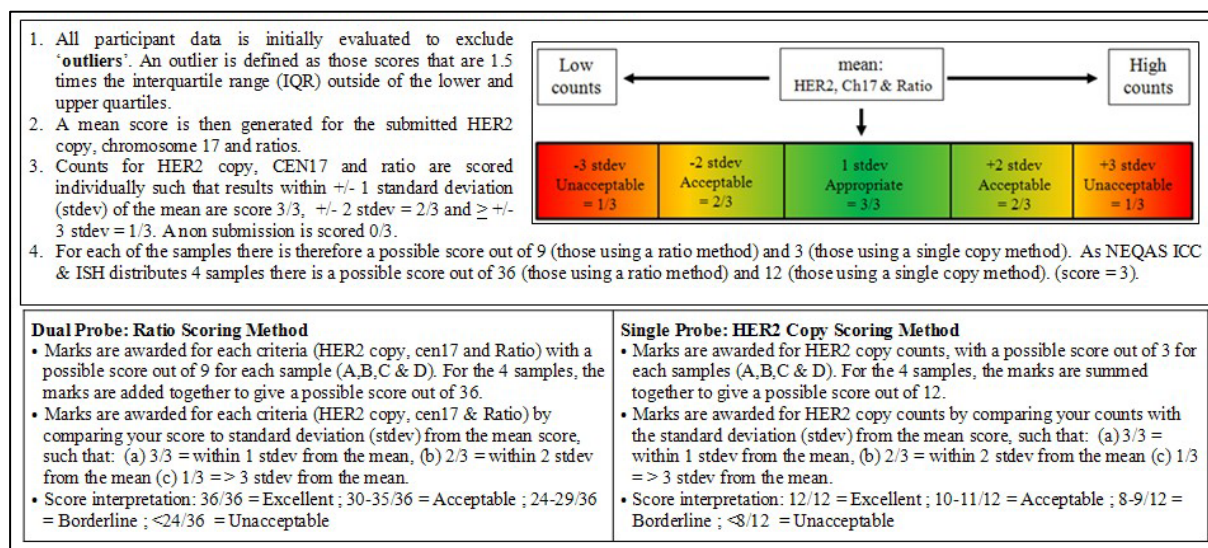 1. All participant data is initially evaluated to exclude
‘outliers’. An outlier is defined as those scores that are 1.5
times the interquartile range (IQR) outside of the lower and
upper quartiles.
2. A mean score is then generated for the submitted HER2
copy, chromosome 17 and ratios.
3. Counts for HER2 copy, CEN17 and ratio are scored
individually such that results within +/- 1 standard deviation
(stdev) of the mean are score 3/3, +/- 2 stdev = 2/3 and ≥ +/-
3 stdev = 1/3. A non submission is scored 0/3.
4. For each of the samples there is therefore a possible score out of 9 (those using a ratio method) and 3 (those using a single copy method). As NEQAS ICC
& ISH distributes 4 samples there is a possible score out of 36 (those using a ratio method) and 12 (those using a single copy method). (score = 3).
Low
counts
mean:
HER2, Ch17 & Ratio
High
counts
-3 stdev
Unacceptable
= 1/3
-2 stdev
Acceptable
= 2/3
1 stdev
Appropriate
= 3/3
+2 stdev
Acceptable
= 2/3
+3 stdev
Unacceptable
= 1/3
Dual Probe: Ratio Scoring Method
• Marks are awarded for each criteria (HER2 copy, cen17 and Ratio) with a
possible score out of 9 for each sample (A,B,C & D). For the 4 samples, the
marks are added together to give a possible score out of 36.
• Marks are awarded for each criteria (HER2 copy, cen17 & Ratio) by
comparing your score to standard deviation (stdev) from the mean score,
such that: (a) 3/3 = within 1 stdev from the mean, (b) 2/3 = within 2 stdev
from the mean (c) 1/3 => 3 stdev from the mean.
• Score interpretation: 36/36 = Excellent ; 30-35/36 = Acceptable ; 24-29/36
= Borderline ; <24/36 = Unacceptable
Single Probe: HER2 Copy Scoring Method
• Marks are awarded for HER2 copy counts, with a possible score out of 3 for
each samples (A,B,C & D). For the 4 samples, the marks are summed
together to give a possible score out of 12.
• Marks are awarded for HER2 copy counts by comparing your counts with
the standard deviation (stdev) from the mean score, such that: (a) 3/3 =
within 1 stdev from the mean, (b) 2/3 = within 2 stdev from the mean (c) 1/3
=> 3 stdev from the mean.
• Score interpretation: 12/12 = Excellent ; 10-11/12 = Acceptable ; 8-9/12 =
Borderline ; <8/12 = Unacceptable